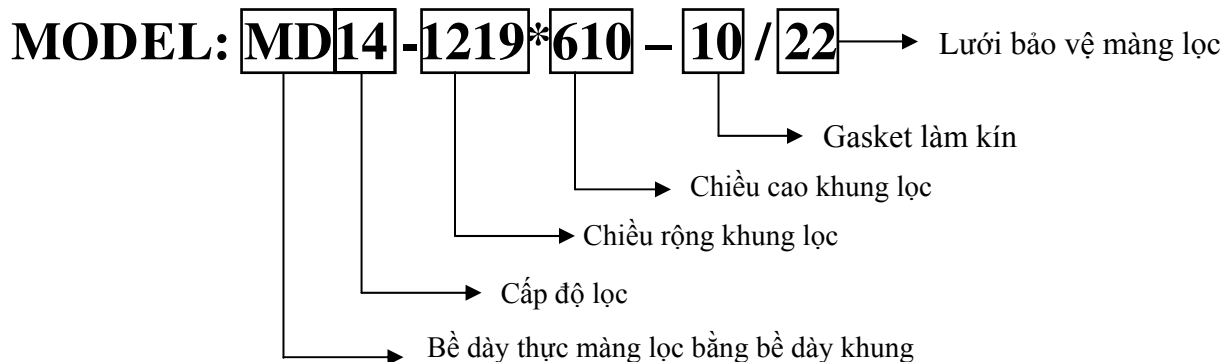 MODEL: MD14-1219*610 – 10 / 22 Lưới bảo vệ màng lọc
Gasket làm kín
Chiều cao khung lọc
Chiều rộng khung lọc
Cấp độ lọc
Bề dày thực màng lọc bằng bề dày khung